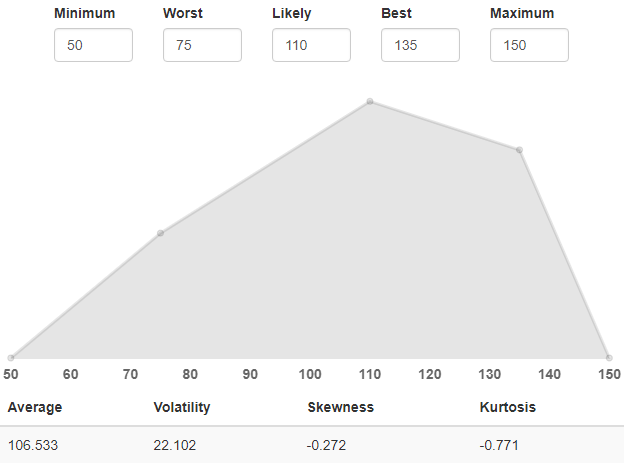 Minimum Worst Likely Best Maximum
50 75 110 135 150
50 60 70 80 90 100 110 120 130 140 150
Average Volatility Skewness Kurtosis
106.533 22.102 -0.272 -0.771